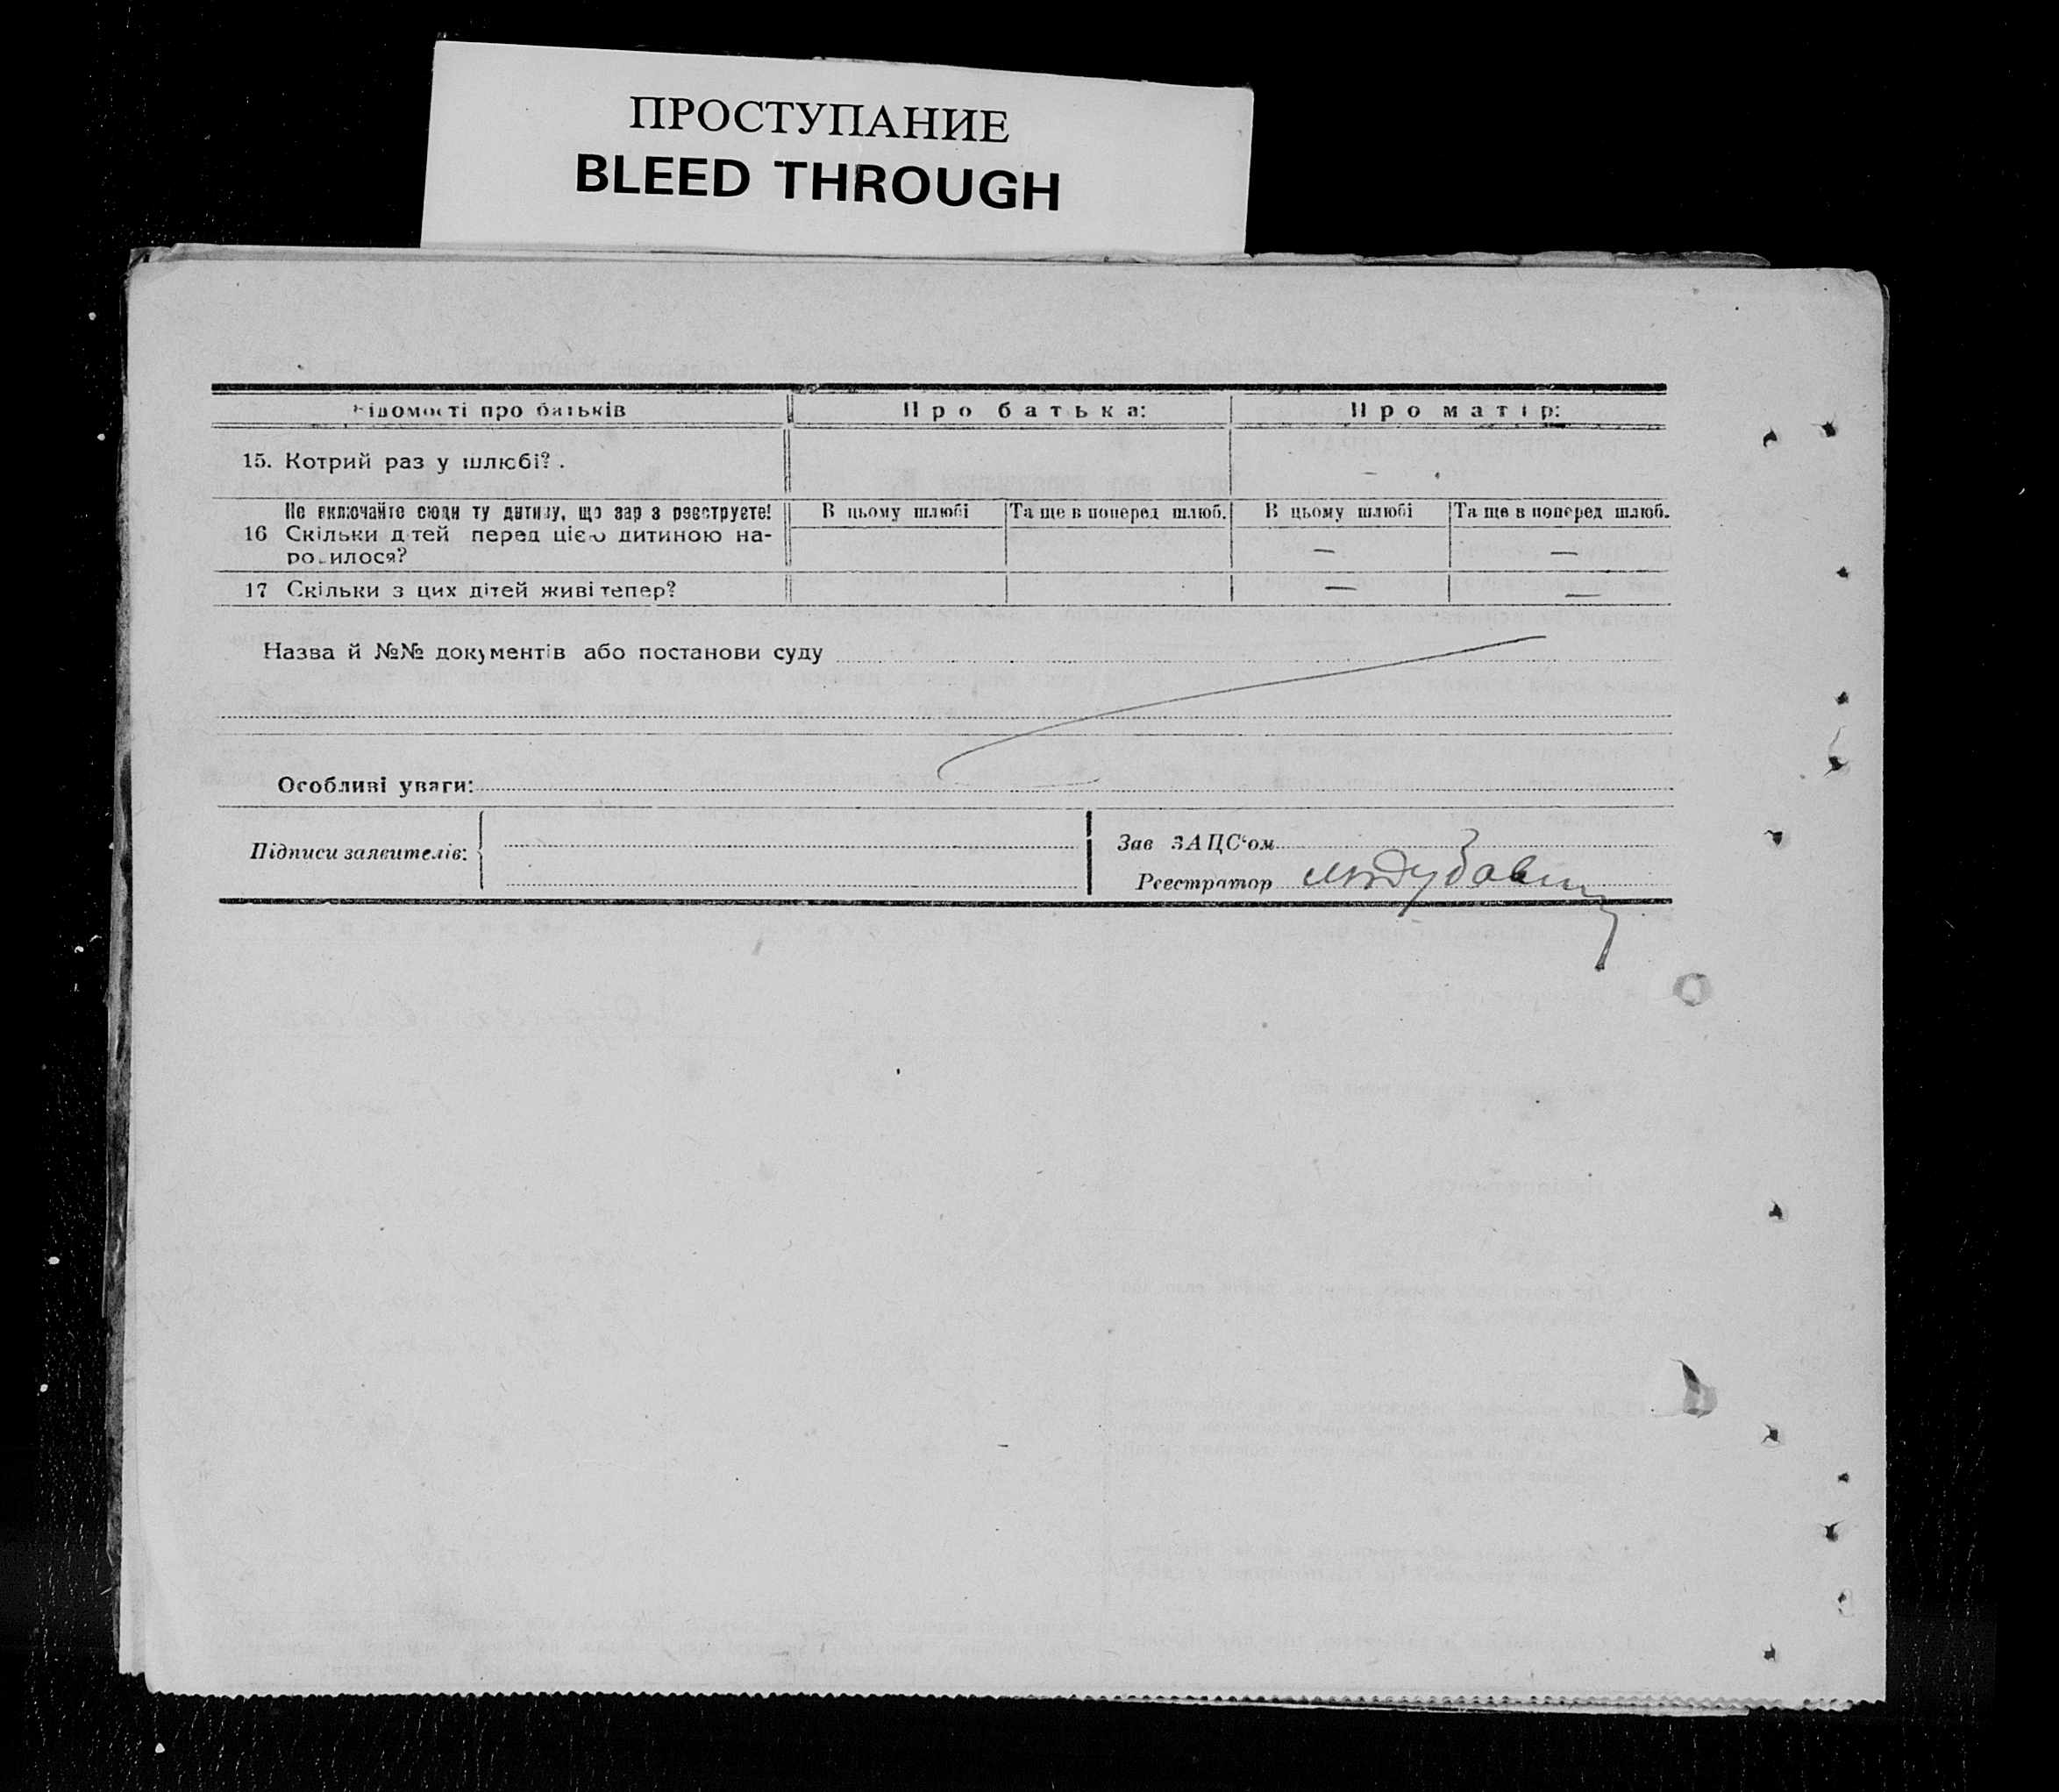 ПРОСТУПАНИЕ
BLEED THROUGH
Відомості про батьків Про батька: Про матір:
15. Котрий раз у шлюбі? . –
Не включайте сюди ту дитину, що зараз реєструєте! В цьому шлюбі Та ще в поперед шлюб. В цьому шлюбі Та ще в поперед шлюб.
16 Скільки дітей перед цією дитиною на-
родилося? — —
17 Скільки з цих дітей живі тепер? — —
Назва й №№ документів або постанови суду
Особливі уваги:
Підписи заявителів:
Зав ЗАЦС‘ом
Реєстратор